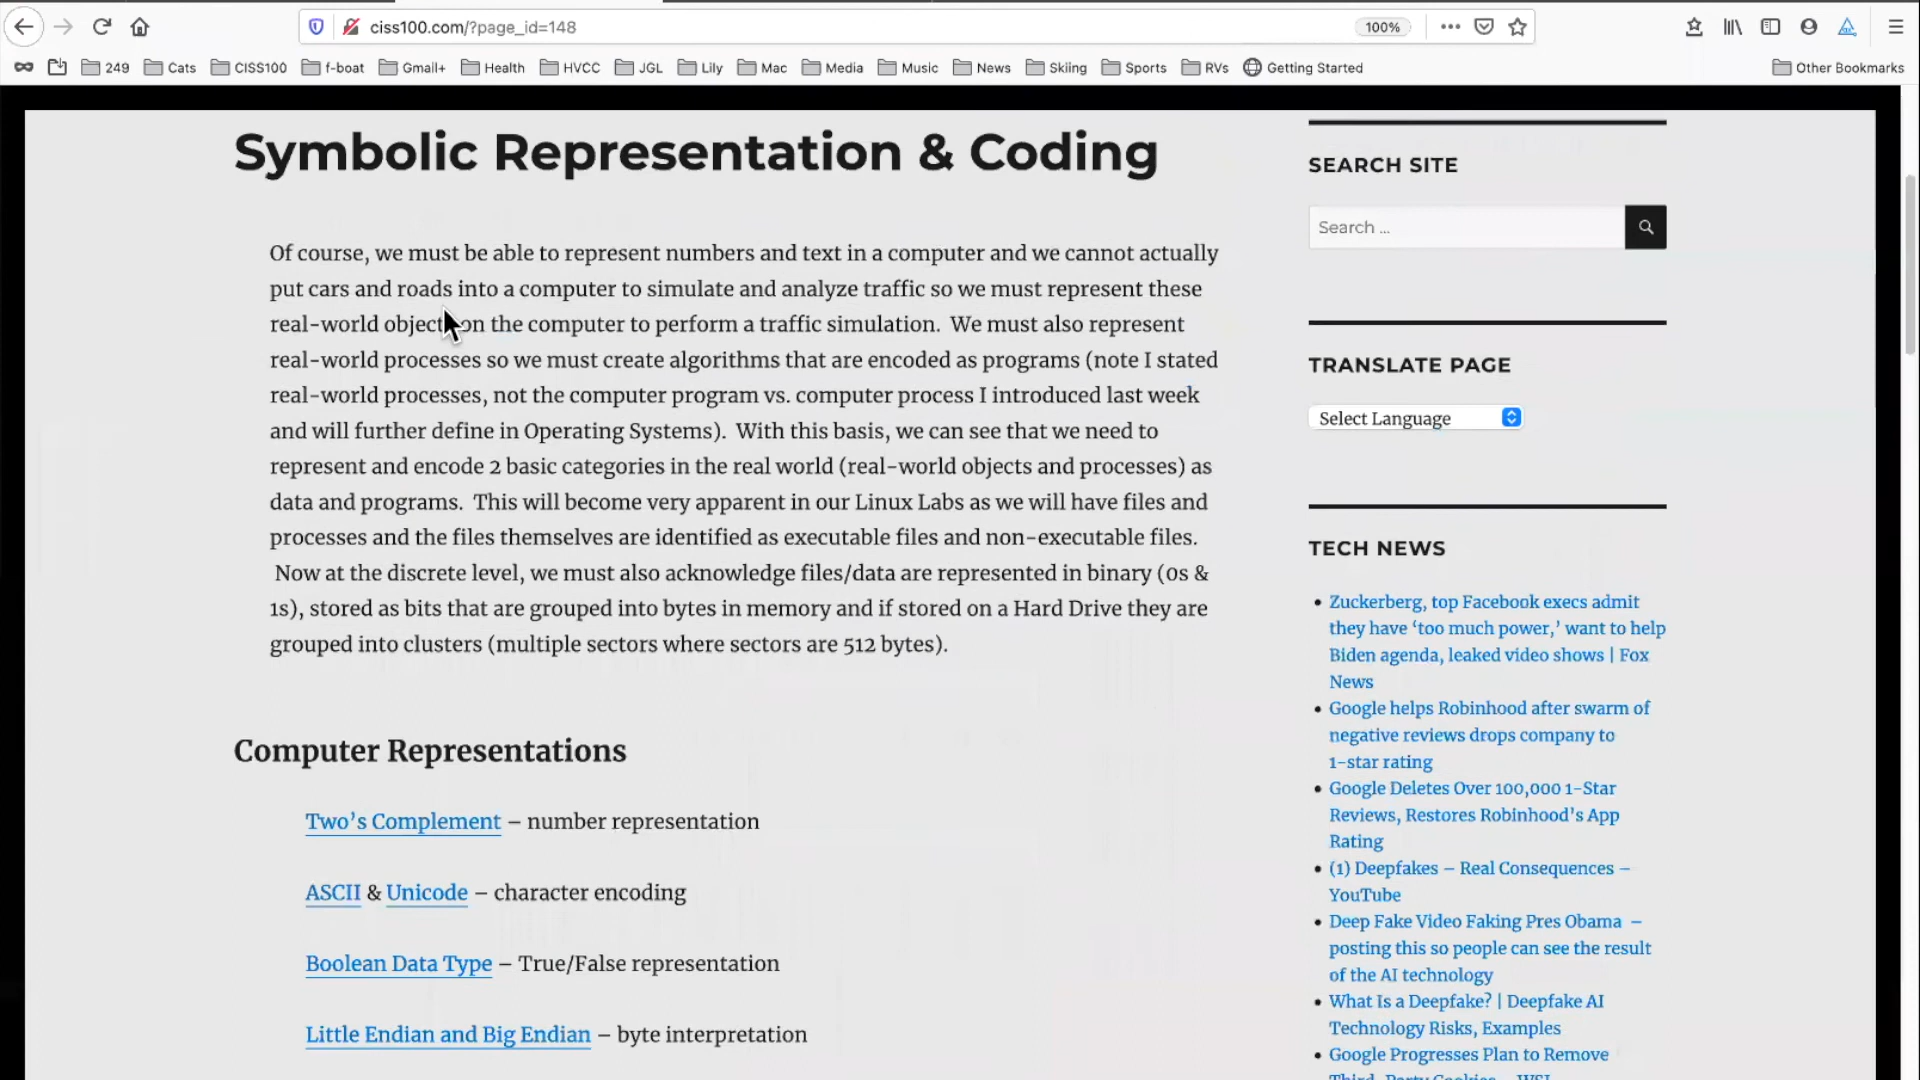 ciss100.com/?page_id=148
100%
249 Cats CISS100 f-boat Gmail+ Health HVCC JGL Lily Mac Media Music News Skiing Sports RVs Getting Started Other Bookmarks
Symbolic Representation & Coding
Of course, we must be able to represent numbers and text in a computer and we cannot actually
put cars and roads into a computer to simulate and analyze traffic so we must represent these
real-world object on the computer to perform a traffic simulation. We must also represent
real-world processes so we must create algorithms that are encoded as programs (note I stated
real-world processes, not the computer program vs. computer process I introduced last week
and will further define in Operating Systems). With this basis, we can see that we need to
represent and encode 2 basic categories in the real world (real-world objects and processes) as
data and programs. This will become very apparent in our Linux Labs as we will have files and
processes and the files themselves are identified as executable files and non-executable files.
Now at the discrete level, we must also acknowledge files/data are represented in binary (0s &
1s), stored as bits that are grouped into bytes in memory and if stored on a Hard Drive they are
grouped into clusters (multiple sectors where sectors are 512 bytes).
Computer Representations
Two's Complement – number representation
ASCII & Unicode – character encoding
Boolean Data Type – True/False representation
Little Endian and Big Endian – byte interpretation
SEARCH SITE
Search ...
TRANSLATE PAGE
Select Language
TECH NEWS
Zuckerberg, top Facebook execs admit
they have ‘too much power,’ want to help
Biden agenda, leaked video shows | Fox
News
Google helps Robinhood after swarm of
negative reviews drops company to
1-star rating
Google Deletes Over 100,000 1-Star
Reviews, Restores Robinhood’s App
Rating
(1) Deepfakes – Real Consequences –
YouTube
Deep Fake Video Faking Pres Obama –
posting this so people can see the result
of the AI technology
What Is a Deepfake? | Deepfake AI
Technology Risks, Examples
Google Progresses Plan to Remove
Third-Party Cookies – WSJ